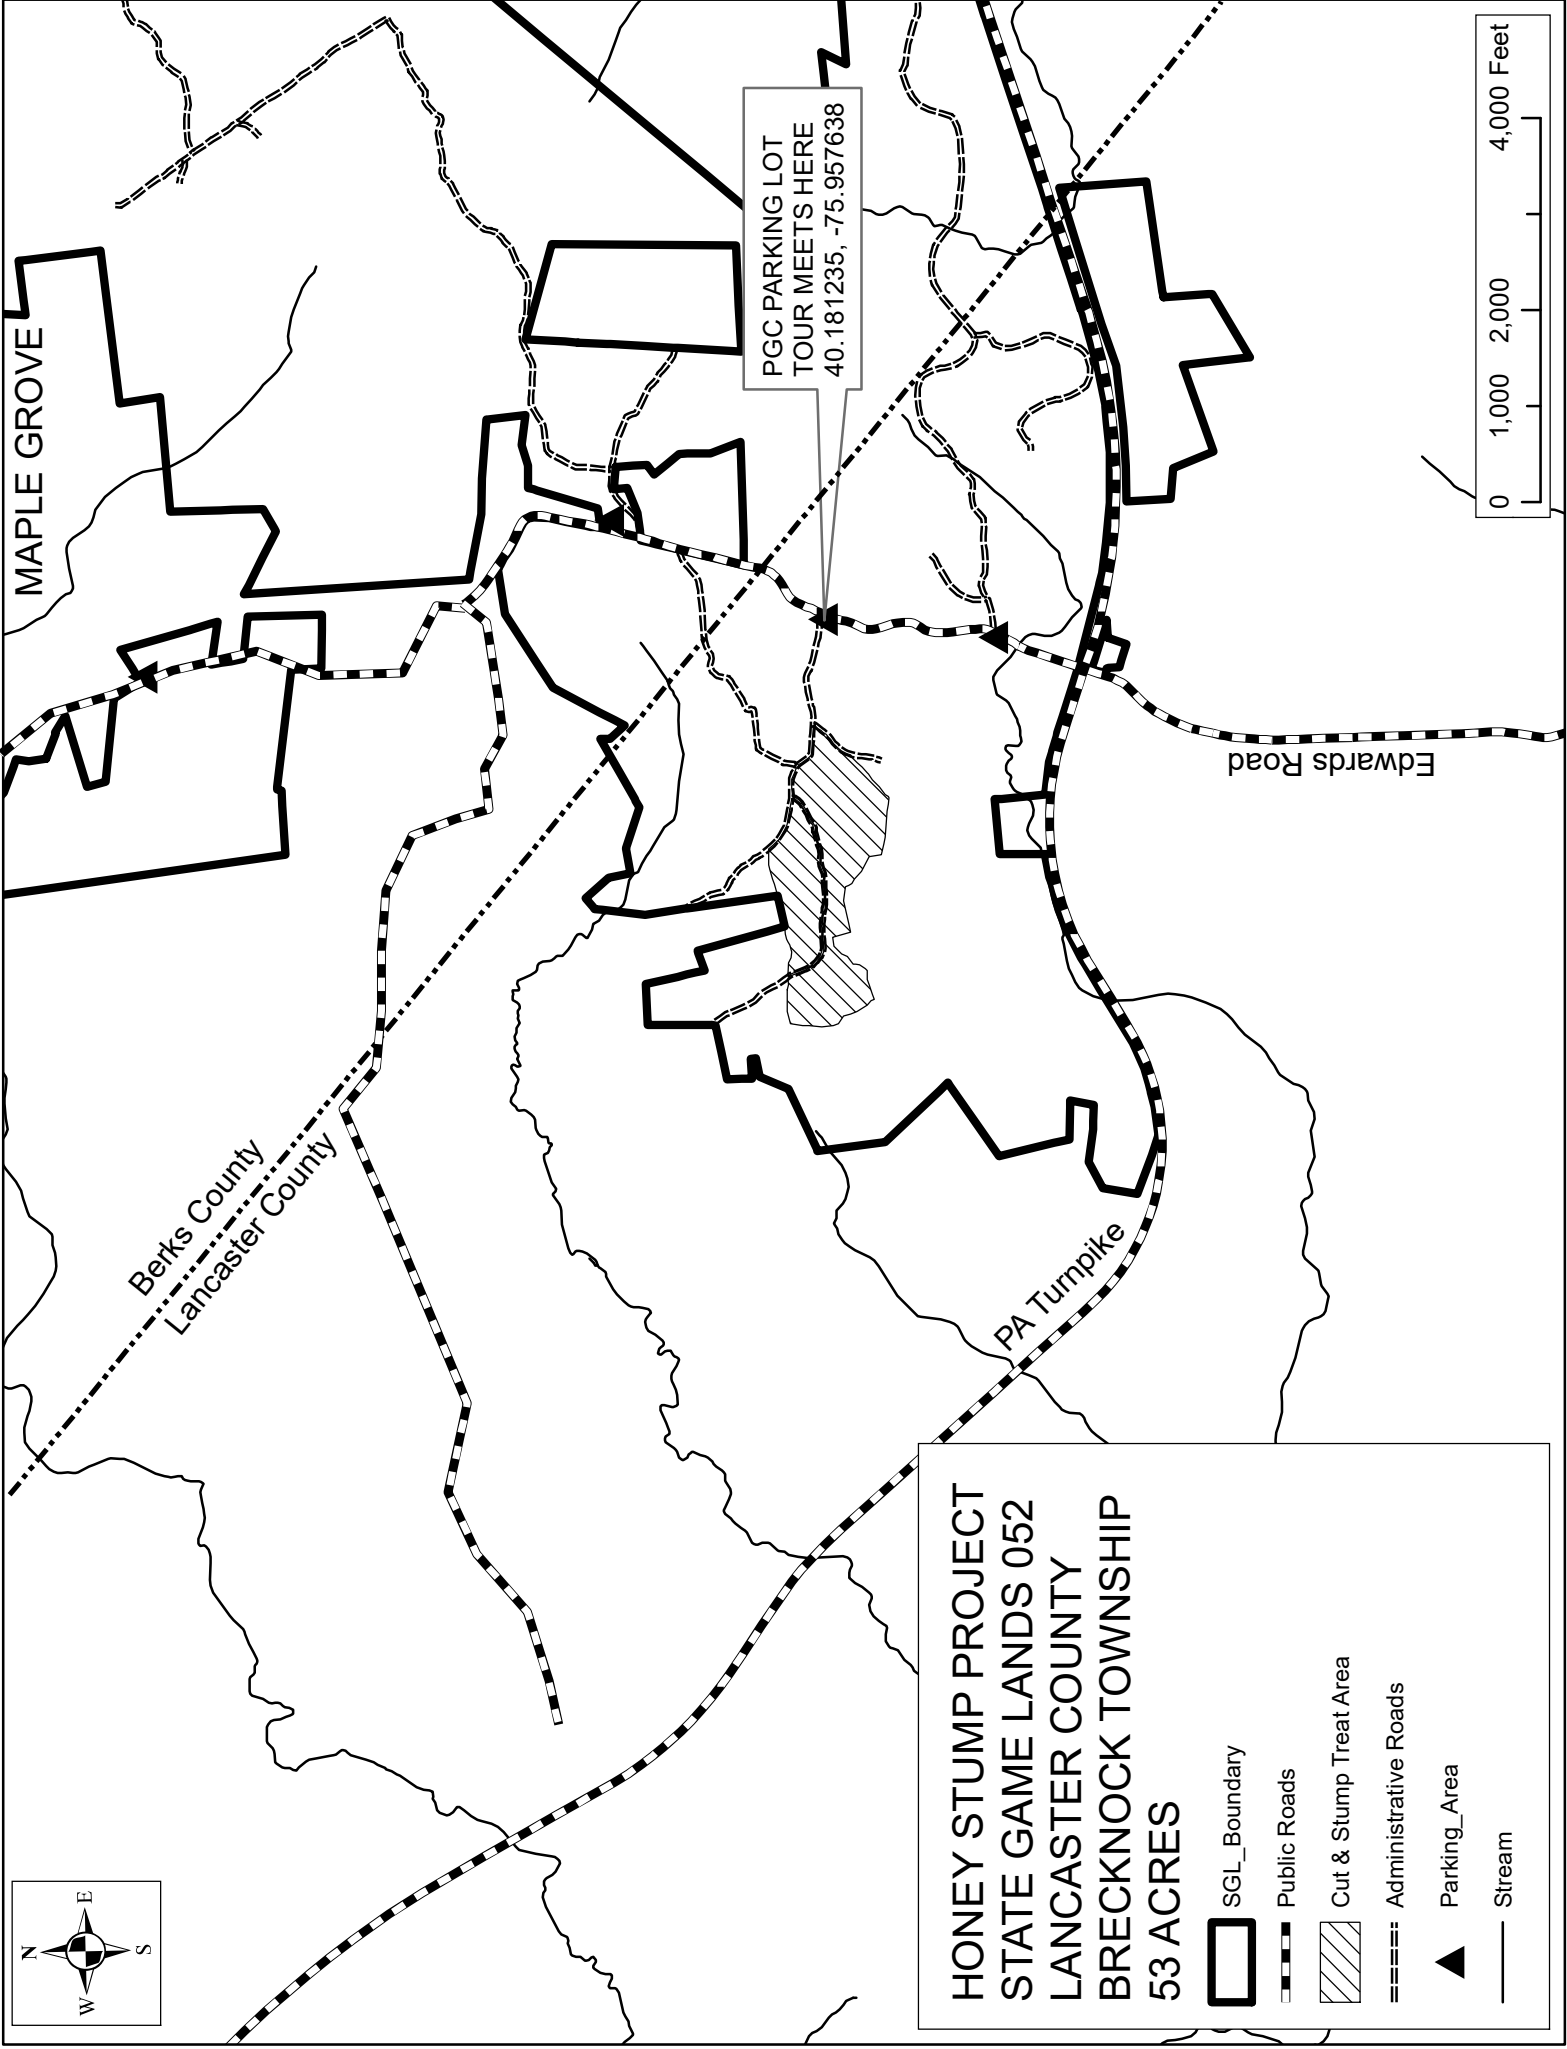 MAPLE GROVE
PGC PARKING LOT
TOUR MEETS HERE
40.181235, -75.957638
Berks County
Lancaster County
PA Turnpike
Edwards Road
N
W
E
S
HONEY STUMP PROJECT
STATE GAME LANDS 052
LANCASTER COUNTY
BRECKNOCK TOWNSHIP
53 ACRES
SGL_Boundary
Public Roads
Cut & Stump Treat Area
Administrative Roads
Parking_Area
Stream
0 1,000 2,000 4,000 Feet